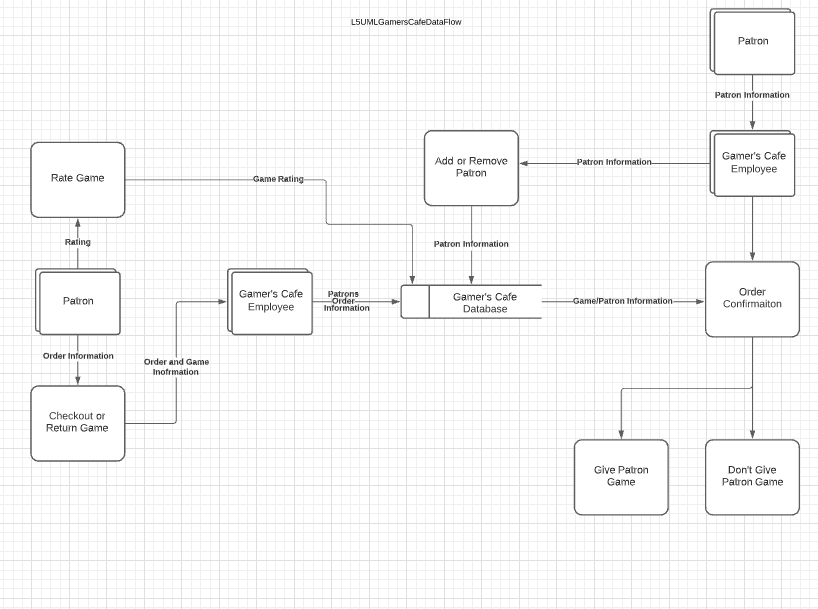 L5UMLGamersCafeDataFlow
Patron
Patron Information
Gamer's Cafe
Employee
Patron Information
Add or Remove
Patron
Rate Game
Game Rating
Rating
Patron Information
Patron
Gamer's Cafe
Employee
Patrons
Order
Information
Gamer's Cafe
Database
Game/Patron Information
Order
Confirmaiton
Order Information
Order and Game
Inofrmation
Checkout or
Return Game
Give Patron
Game
Don't Give
Patron Game